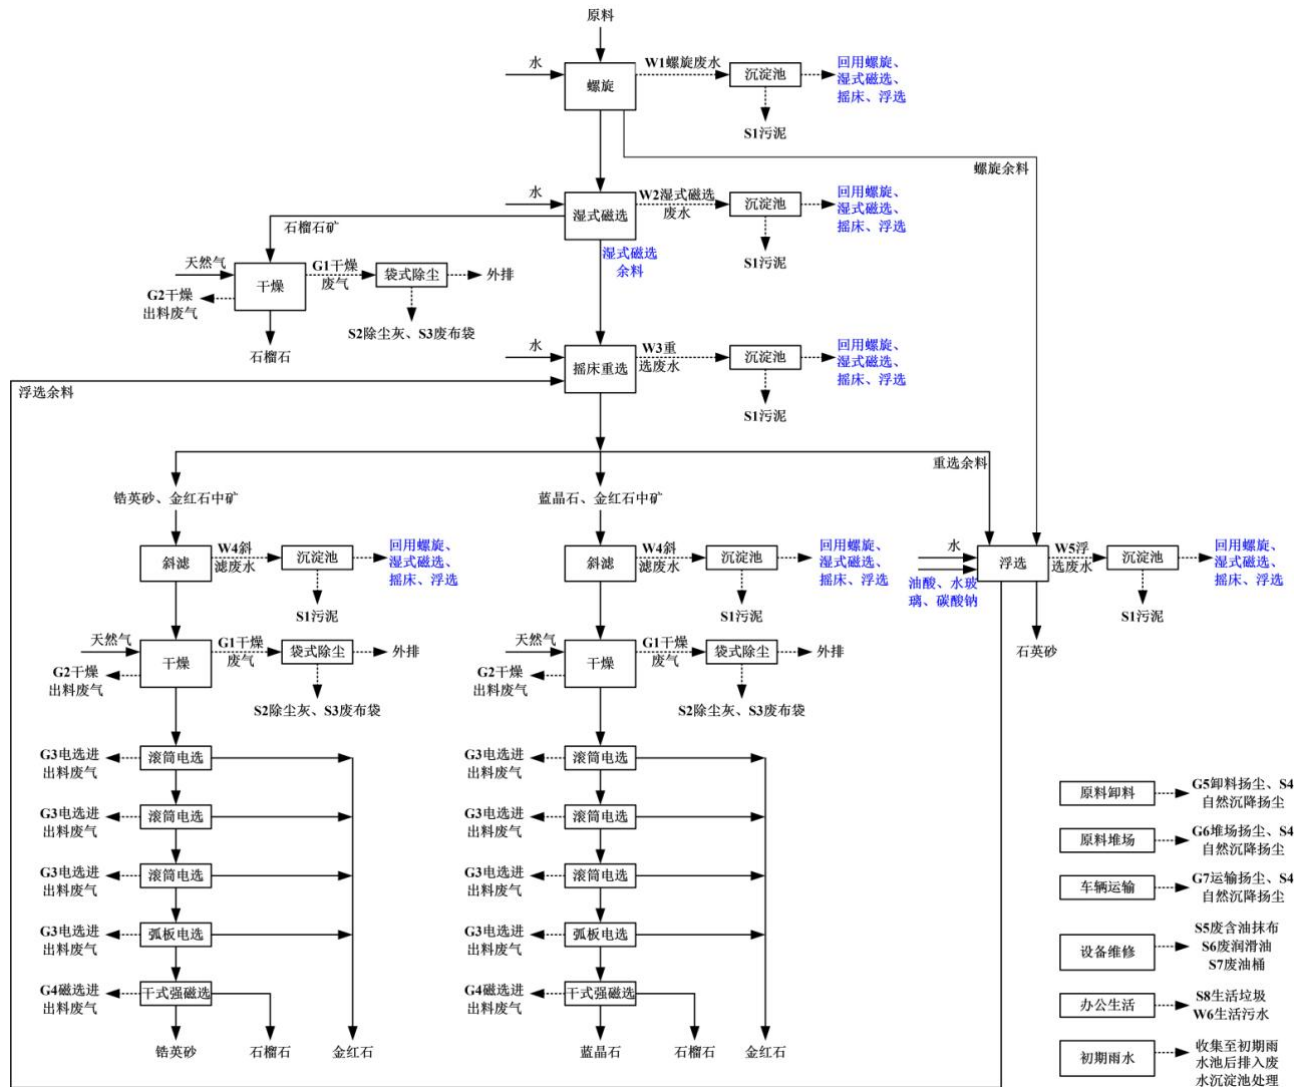 原料
水
W1螺旋废水
螺旋
沉淀池
回用螺旋、
湿式磁选、
摇床、浮选
S1污泥
螺旋余料
水
W2湿式磁选
废水
湿式磁选
沉淀池
回用螺旋、
湿式磁选、
摇床、浮选
S1污泥
石榴石矿
湿式磁选
余料
天然气
G1干燥
废气
干燥
袋式除尘
外排
G2干燥
出料废气
S2除尘灰、S3废布袋
石榴石
水
W3重
选废水
摇床重选
沉淀池
回用螺旋、
湿式磁选、
摇床、浮选
S1污泥
浮选余料
重选余料
锆英砂、金红石中矿
蓝晶石、金红石中矿
斜滤
W4斜
滤废水
沉淀池
回用螺旋、
湿式磁选、
摇床、浮选
S1污泥
斜滤
W4斜
滤废水
沉淀池
回用螺旋、
湿式磁选、
摇床、浮选
S1污泥
水
油酸、水玻
璃、碳酸钠
浮选
W5浮
选废水
沉淀池
回用螺旋、
湿式磁选、
摇床、浮选
S1污泥
石英砂
天然气
干燥
G1干燥
废气
袋式除尘
外排
G2干燥
出料废气
S2除尘灰、S3废布袋
天然气
干燥
G1干燥
废气
袋式除尘
外排
G2干燥
出料废气
S2除尘灰、S3废布袋
G3电选进
出料废气
滚筒电选
G3电选进
出料废气
滚筒电选
G3电选进
出料废气
滚筒电选
G3电选进
出料废气
弧板电选
G4磁选进
出料废气
干式强磁选
锆英砂
石榴石
金红石
G3电选进
出料废气
滚筒电选
G3电选进
出料废气
滚筒电选
G3电选进
出料废气
滚筒电选
G3电选进
出料废气
弧板电选
G4磁选进
出料废气
干式强磁选
蓝晶石
石榴石
金红石
原料卸料
G5卸料扬尘、S4
自然沉降扬尘
原料堆场
G6堆场扬尘、S4
自然沉降扬尘
车辆运输
G7运输扬尘、S4
自然沉降扬尘
设备维修
S5废含油抹布
S6废润滑油
S7废油桶
办公生活
S8生活垃圾
W6生活污水
初期雨水
收集至初期雨
水池后排入废
水沉淀池处理